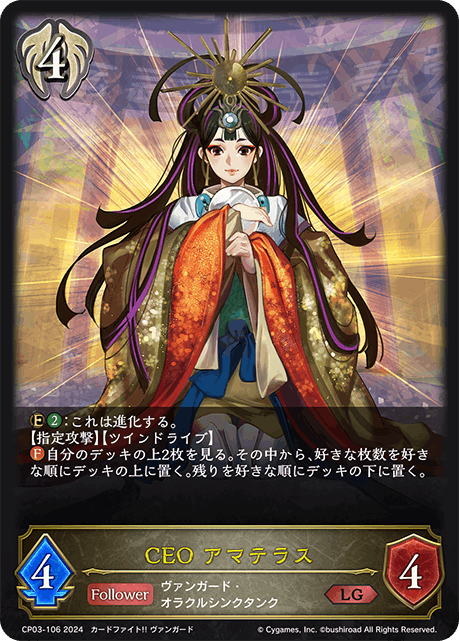 4
E 2:これは進化する。
【指定攻撃】【ツインドライブ】
F 自分のデッキの上2枚を見る。その中から、好きな枚数を好き
な順にデッキの上に置く。残りを好きな順にデッキの下に置く。
CEO アマテラス
4
Follower
ヴァンガード・
オラクルシンクタンク
LG
4
CP03-106 2024 カードファイト!! ヴァンガード
© Cygames, Inc. ©bushiroad All Rights Reserved.